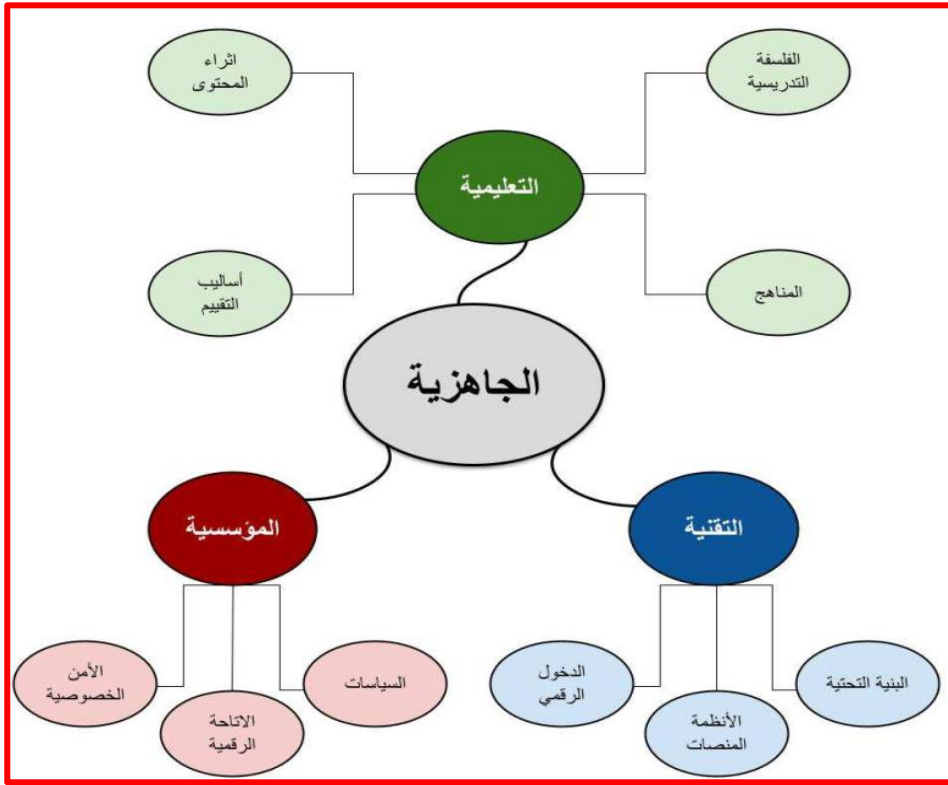 الفلسفة
التدريسية
اثراء
المحتوى
التعليمية
المناهج
أساليب
التقييم
الجاهزية
التقنية
المؤسسية
البنية التحتية
الأنظمة
المنصات
الدخول
الرقمي
السياسات
الاتاحة
الرقمية
الأمن
الخصوصية